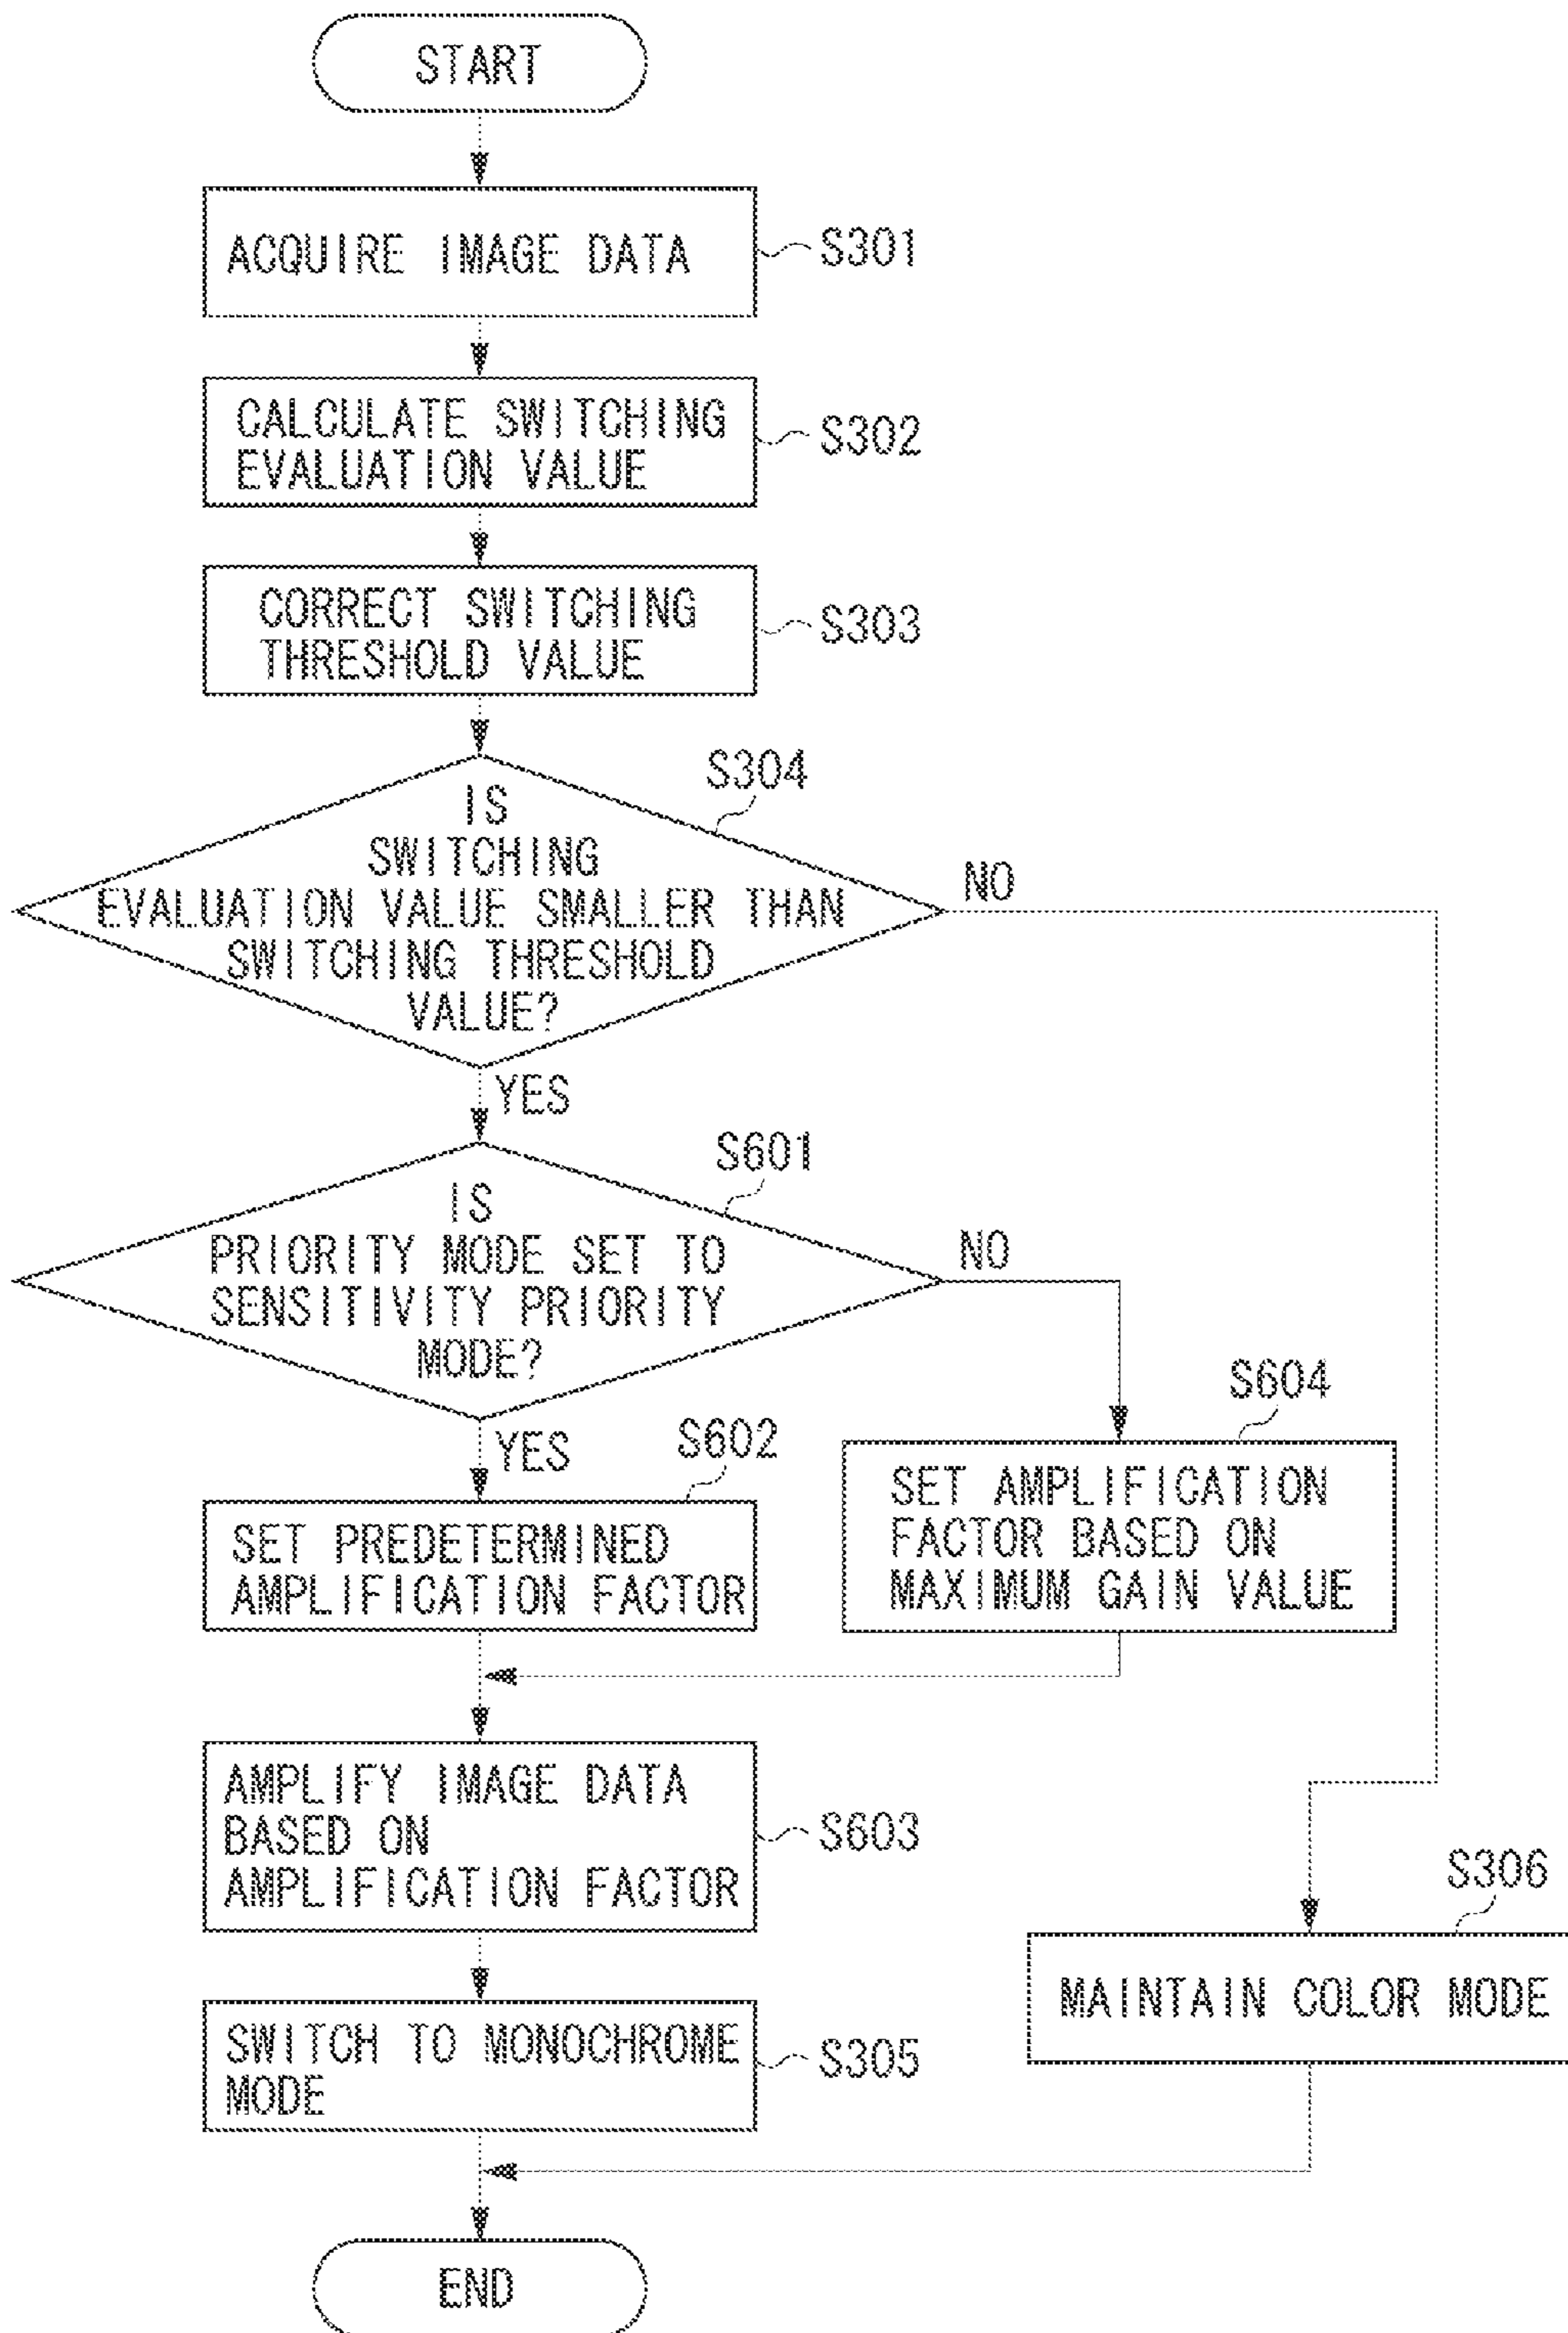 START
ACQUIRE IMAGE DATA
S301
CALCULATE SWITCHING
EVALUATION VALUE
S302
CORRECT SWITCHING
THRESHOLD VALUE
S303
S304
IS
SWITCHING
EVALUATION VALUE SMALLER THAN
SWITCHING THRESHOLD
VALUE?
NO
YES
S601
IS
PRIORITY MODE SET TO
SENSITIVITY PRIORITY
MODE?
NO
YES
S602
SET PREDETERMINED
AMPLIFICATION FACTOR
S604
SET AMPLIFICATION
FACTOR BASED ON
MAXIMUM GAIN VALUE
AMPLIFY IMAGE DATA
BASED ON
AMPLIFICATION FACTOR
S603
S306
MAINTAIN COLOR MODE
SWITCH TO MONOCHROME
MODE
S305
END